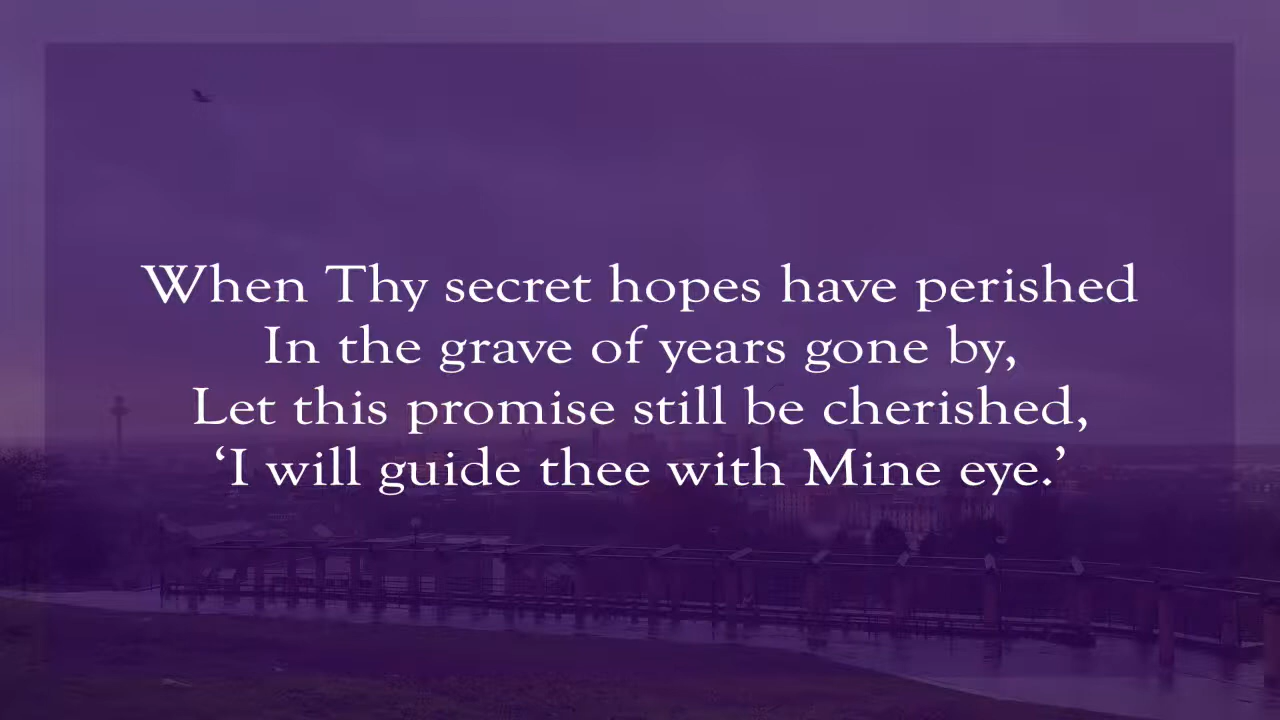 When Thy secret hopes have perished
In the grave of years gone by,
Let this promise still be cherished,
‘I will guide thee with Mine eye.’